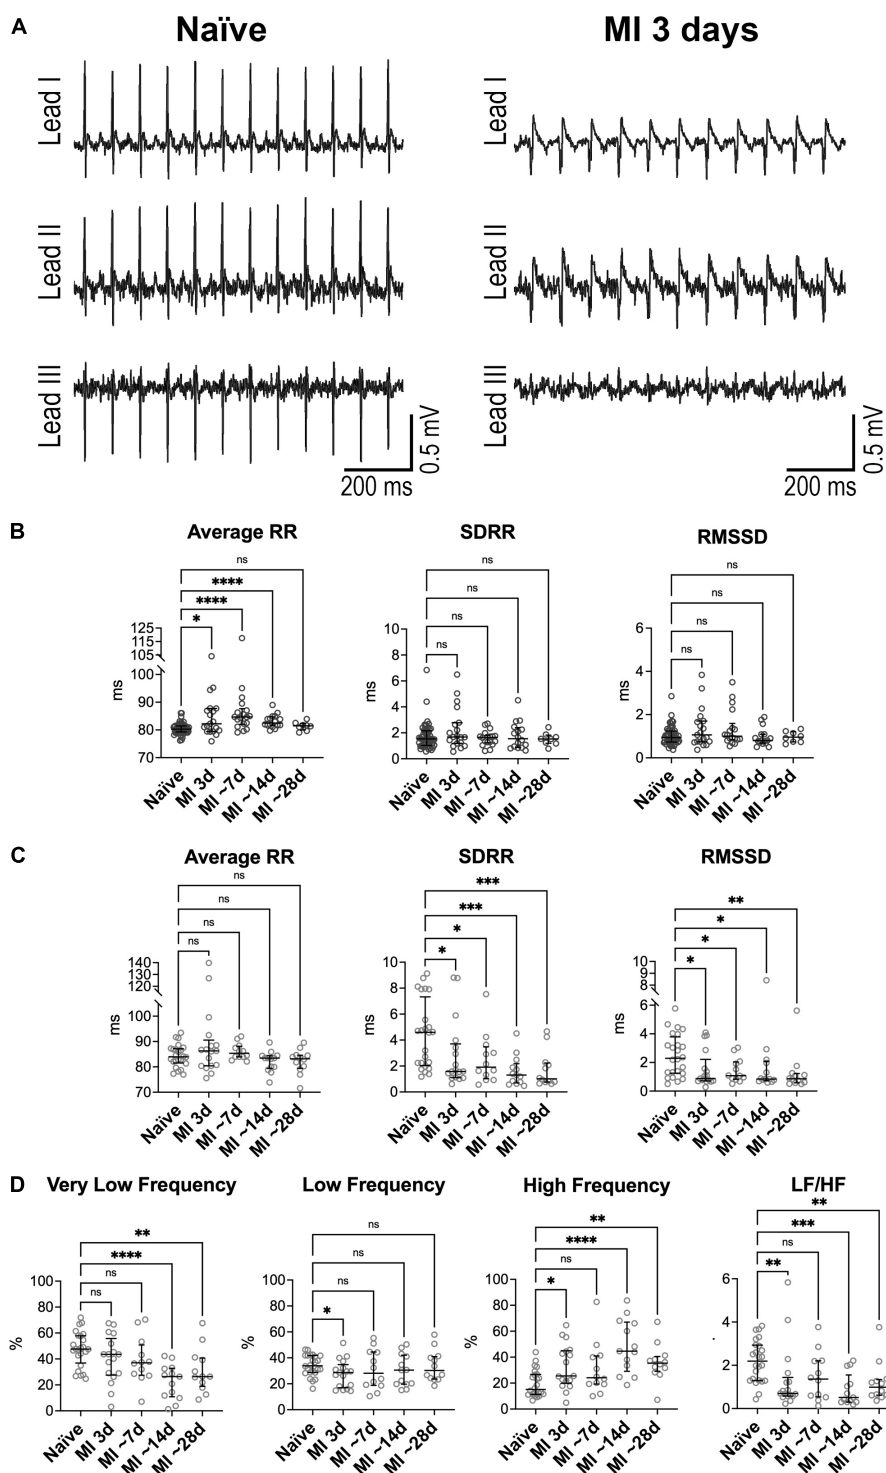 A
Naïve
MI 3 days
Lead I
Lead II
Lead III
0.5 mV
200 ms
0.5 mV
200 ms
B
Average RR
SDRR
RMSSD
ns
****
****
*
125
115
105
100
90
80
70
ms
Naïve
MI 3d
MI ~7d
MI ~14d
MI ~28d
ns
ns
ns
ns
10
8
6
4
2
0
ms
Naïve
MI 3d
MI ~7d
MI ~14d
MI ~28d
ns
ns
ns
ns
6
4
2
0
ms
Naïve
MI 3d
MI ~7d
MI ~14d
MI ~28d
C
Average RR
SDRR
RMSSD
ns
ns
ns
ns
140
130
120
100
90
80
70
ms
Naïve
MI 3d
MI ~7d
MI ~14d
MI ~28d
***
***
*
*
10
8
6
4
2
0
ms
Naïve
MI 3d
MI ~7d
MI ~14d
MI ~28d
**
*
*
*
10
9
8
6
4
2
0
ms
Naïve
MI 3d
MI ~7d
MI ~14d
MI ~28d
D
Very Low Frequency
Low Frequency
High Frequency
LF/HF
**
****
ns
ns
100
80
60
40
20
0
%
Naïve
MI 3d
MI ~7d
MI ~14d
MI ~28d
ns
ns
ns
*
100
80
60
40
20
0
%
Naïve
MI 3d
MI ~7d
MI ~14d
MI ~28d
**
****
ns
*
100
80
60
40
20
0
%
Naïve
MI 3d
MI ~7d
MI ~14d
MI ~28d
**
***
ns
**
6
4
2
0
Naïve
MI 3d
MI ~7d
MI ~14d
MI ~28d